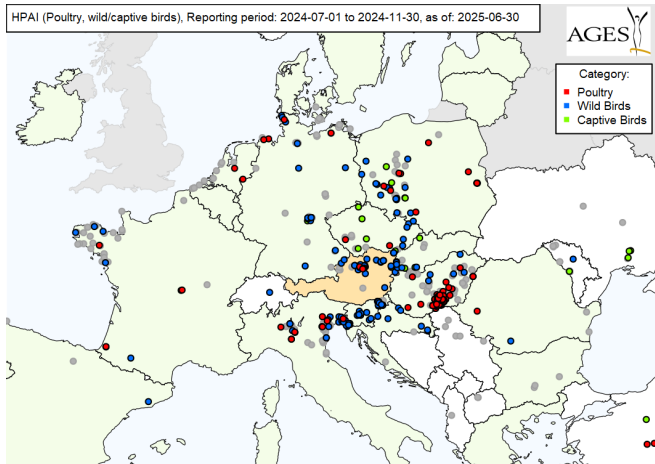 HPAI (Poultry, wild/captive birds), Reporting period: 2024-07-01 to 2024-11-30, as of: 2025-06-30
AGES
Category:
Poultry
Wild Birds
Captive Birds